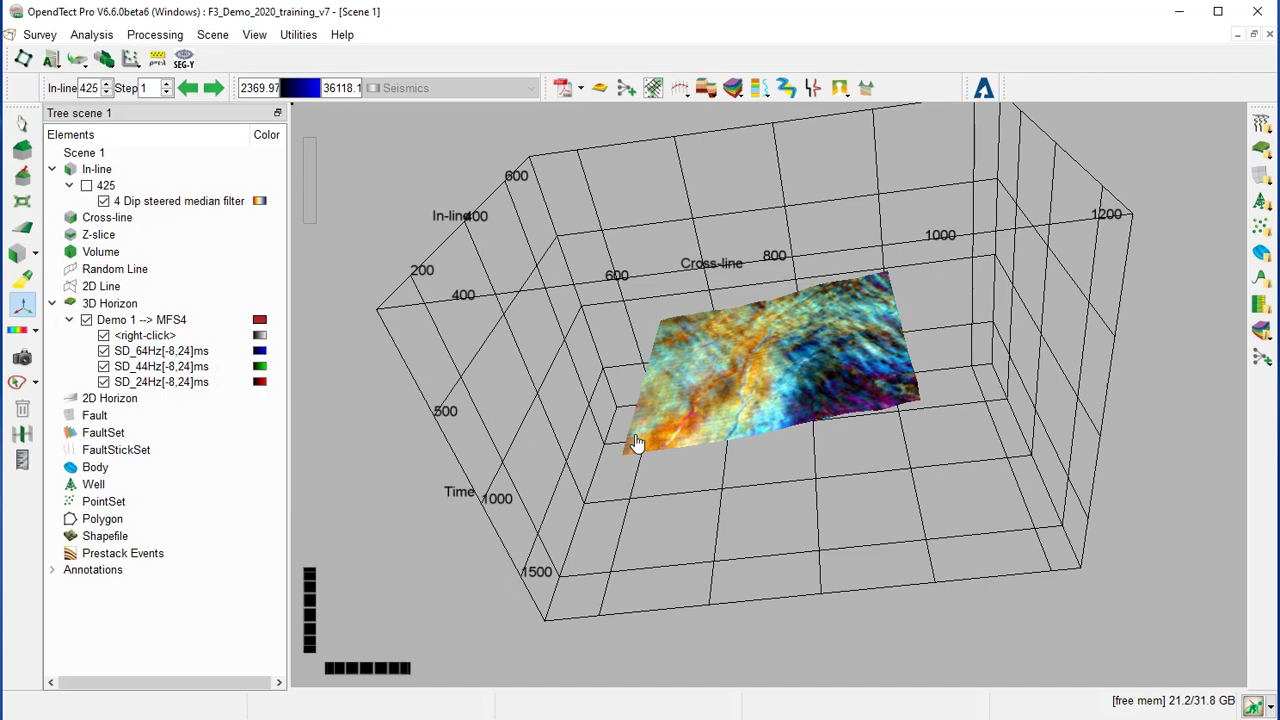 OpendTect Pro V6.6.0beta6 (Windows) : F3_Demo_2020_training_v7 - [Scene 1]
Survey Analysis Processing Scene View Utilities Help
SEG-Y
In-line 425 Step 1 2369.97 36118.1 Seismics
Tree scene 1
Elements Color
Scene 1
In-line
425
4 Dip steered median filter
Cross-line
Z-slice
Volume
Random Line
2D Line
3D Horizon
Demo 1 --> MFS4
<right-click>
SD_64Hz[-8,24]ms
SD_44Hz[-8,24]ms
SD_24Hz[-8,24]ms
2D Horizon
Fault
FaultSet
FaultStickSet
Body
Well
PointSet
Polygon
Shapefile
Prestack Events
Annotations
600
In-line
400
200
400
600
Cross-line
800
1000
1200
500
Time
1000
1500
[free mem] 21.2/31.8 GB